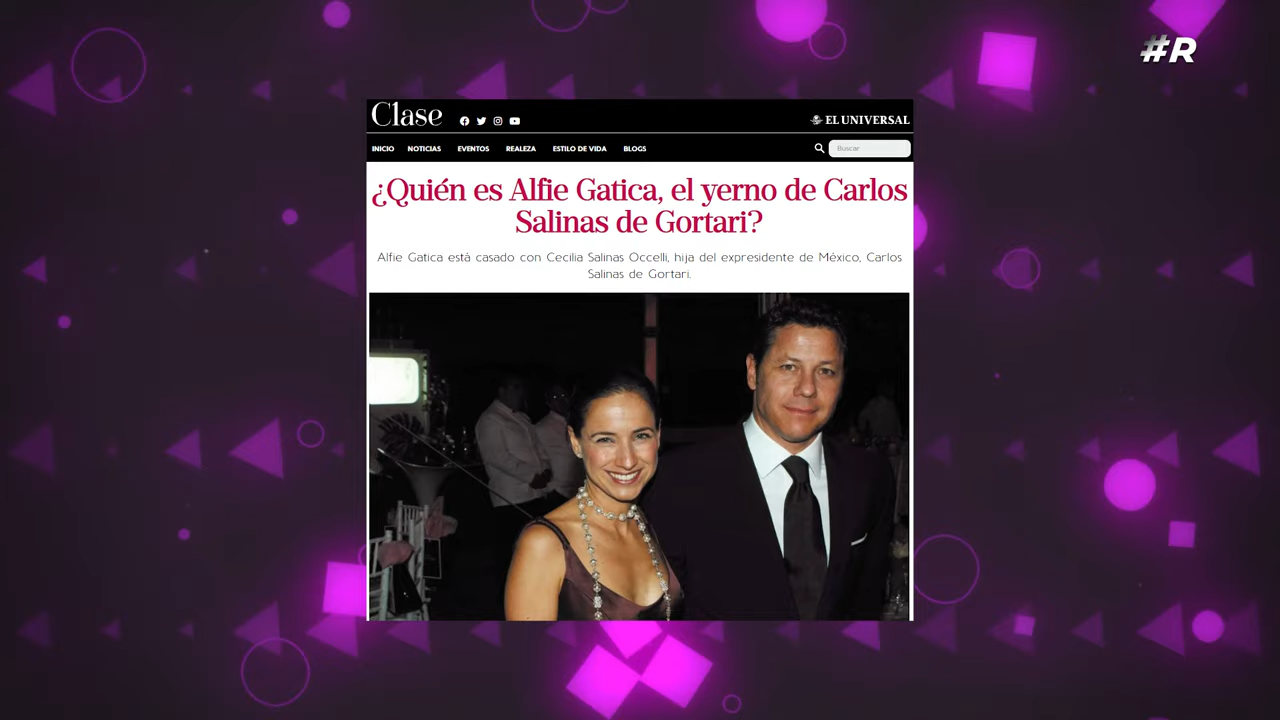 #R
Clase
EL UNIVERSAL
INICIO NOTICIAS EVENTOS REALEZA ESTILO DE VIDA BLOGS
Buscar
¿Quién es Alfie Gatica, el yerno de Carlos
Salinas de Gortari?
Alfie Gatica está casado con Cecilia Salinas Occelli, hija del expresidente de México, Carlos
Salinas de Gortari.